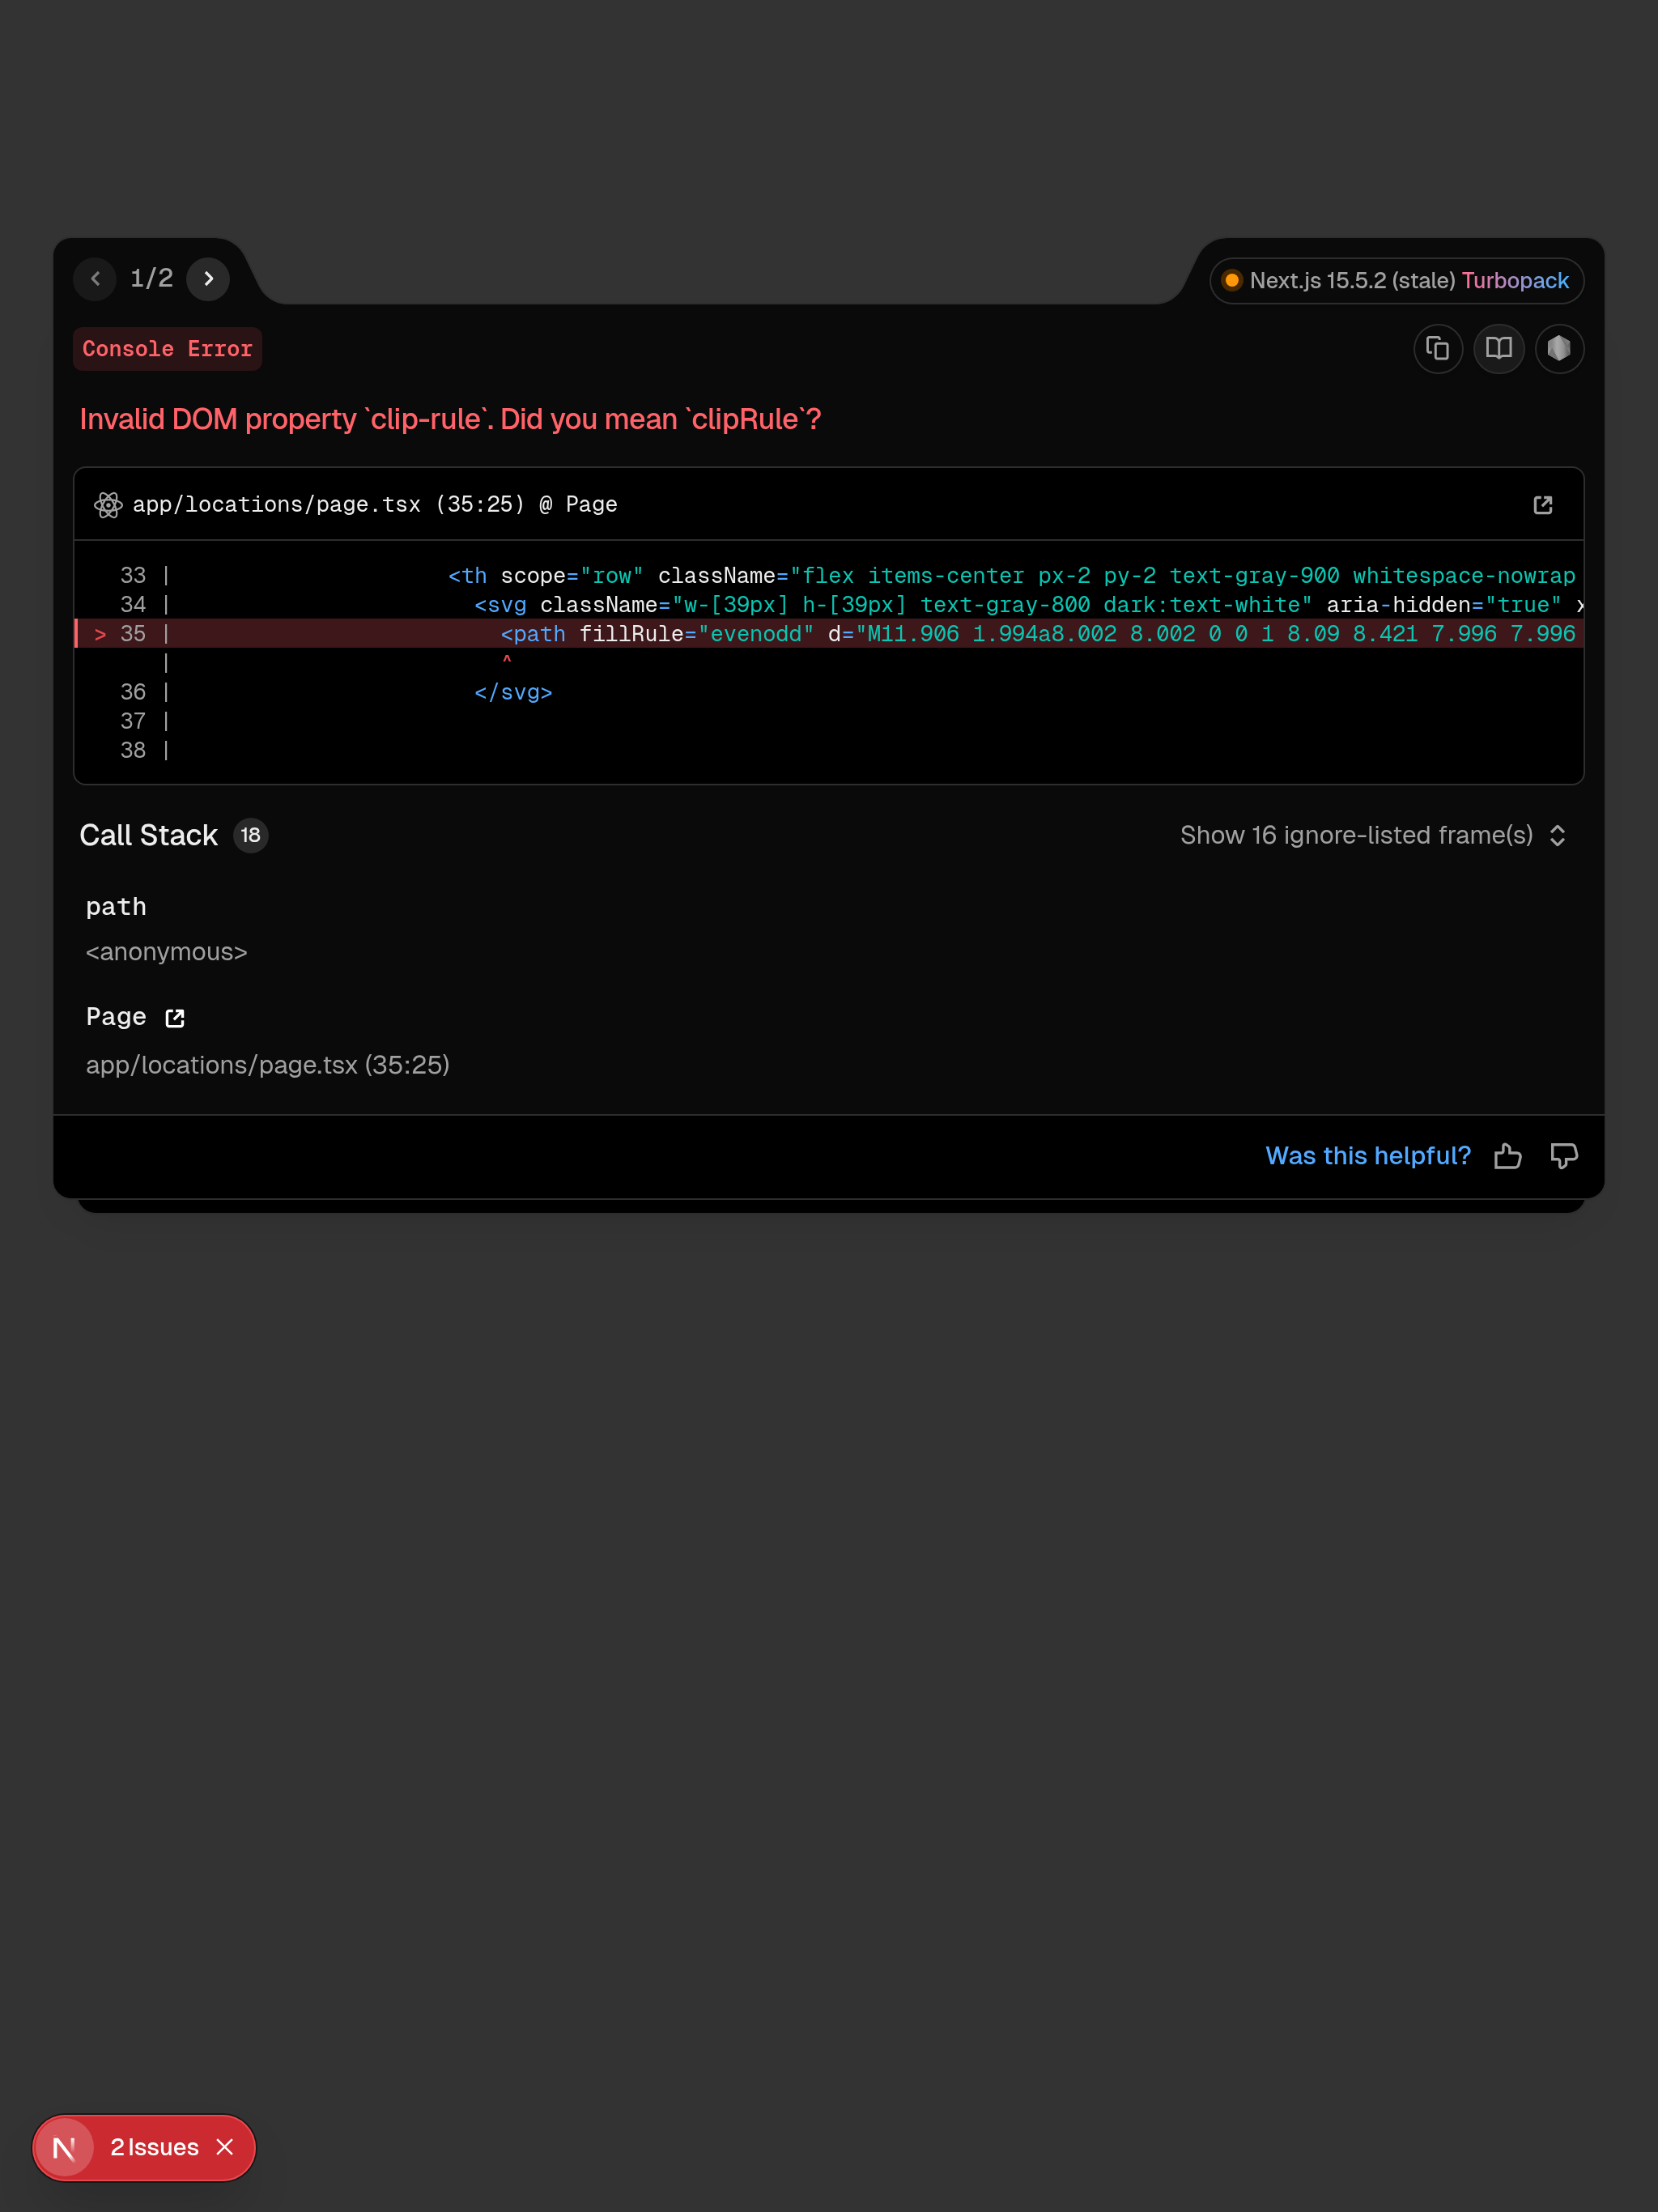 1/2
Next.js 15.5.2 (stale) Turbopack
Console Error
Invalid DOM property `clip-rule`. Did you mean `clipRule`?
app/locations/page.tsx (35:25) @ Page
33 | <th scope="row" className="flex items-center px-2 py-2 text-gray-900 whitespace-nowrap
34 | <svg className="w-[39px] h-[39px] text-gray-800 dark:text-white" aria-hidden="true" x
> 35 | <path fillRule="evenodd" d="M11.906 1.994a8.002 8.002 0 0 1 8.09 8.421 7.996 7.996
| ^
36 | </svg>
37 |
38 |
Call Stack 18
Show 16 ignore-listed frame(s)
path
<anonymous>
Page
app/locations/page.tsx (35:25)
Was this helpful?
N 2 Issues